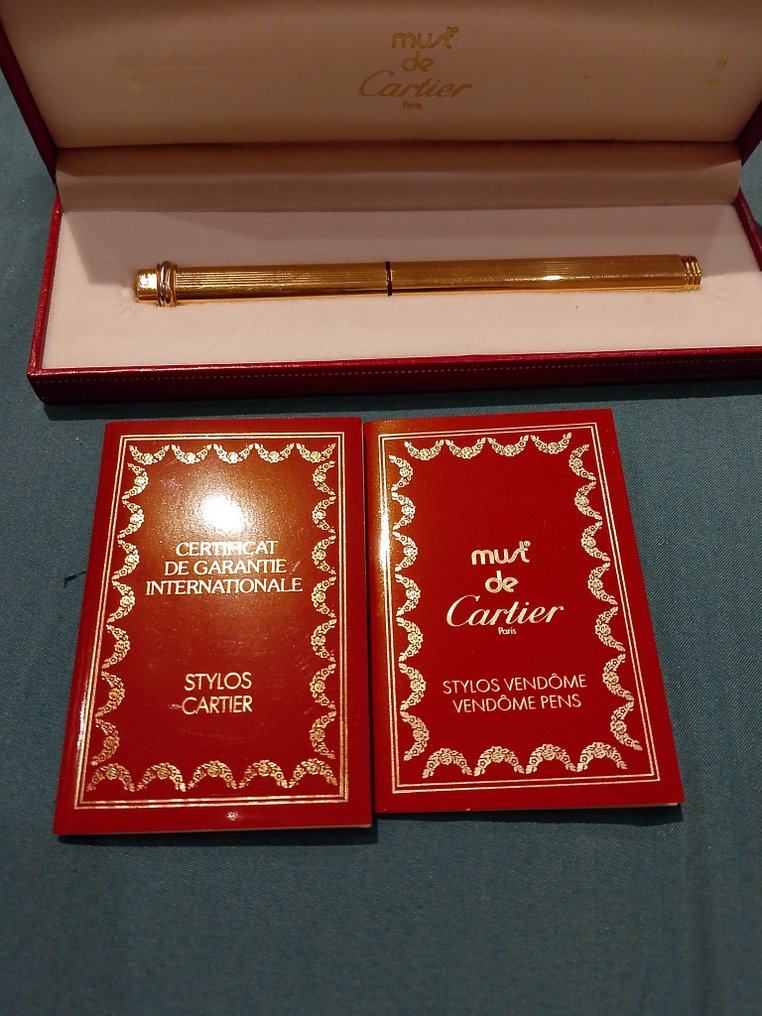 must
de
Cartier
Paris
CERTIFICAT
DE GARANTIE
INTERNATIONALE
STYLOS
CARTIER
must
de
Cartier
Paris
STYLOS VENDÔME
VENDÔME PENS